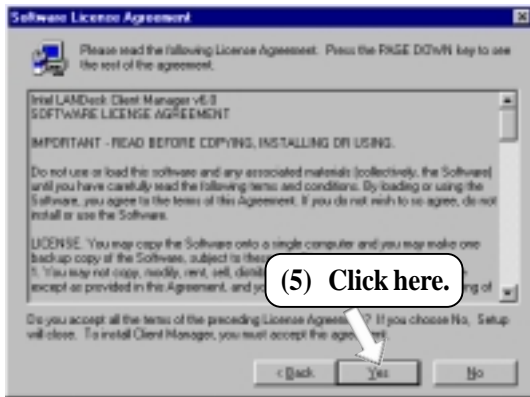 Software License Agreement
Please read the following License Agreement. Press the PAGE DOWN key to see
the rest of the agreement.
Intel LANDesk Client Manager v6.0
SOFTWARE LICENSE AGREEMENT
IMPORTANT - READ BEFORE COPYING, INSTALLING OR USING.
Do not use or load this software and any associated materials (collectively, the Software)
until you have carefully read the following terms and conditions. By loading or using the
Software, you agree to the terms of this Agreement. If you do not wish to so agree, do not
install or use the Software.
LICENSE. You may copy the Software onto a single computer and you may make one
backup copy of the Software, subject to these
1. You may not copy, modify, rent, sell,
except as provided in the Agreement, and
of
(5) Click here.
Do you accept all the terms of the preceding License ? If you choose No, Setup
will close. To install Client Manager, you must accept
< Back
Yes
No